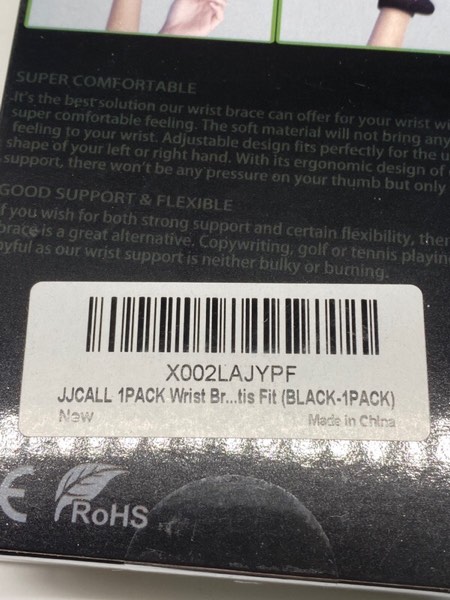 SUPER COMFORTABLE
-It's the best solution our wrist brace can offer for your wrist
super comfortable feeling. The soft material will not bring any
feeling to your wrist. Adjustable design fits perfectly for the
shape of your left or right hand. With its ergonomic design of
support, there won't be any pressure on your thumb but only
GOOD SUPPORT & FLEXIBLE
f you wish for both strong support and certain flexibility,
brace is a great alternative. Copywriting, golf or tennis playin
oyful as our wrist support is neither bulky or burning.
X002LAJYPF
JJCALL 1PACK Wrist Br...tis Fit (BLACK-1PACK)
New
Made in China
CE
RoHS